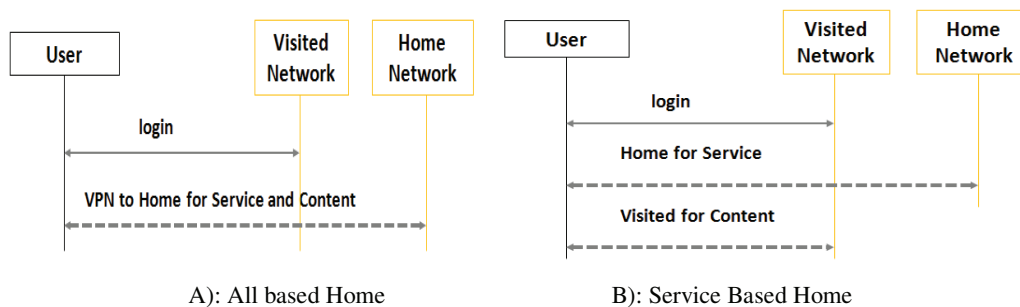 User
Visited
Network
Home
Network
login
VPN to Home for Service and Content
A): All based Home
User
Visited
Network
Home
Network
login
Home for Service
Visited for Content
B): Service Based Home